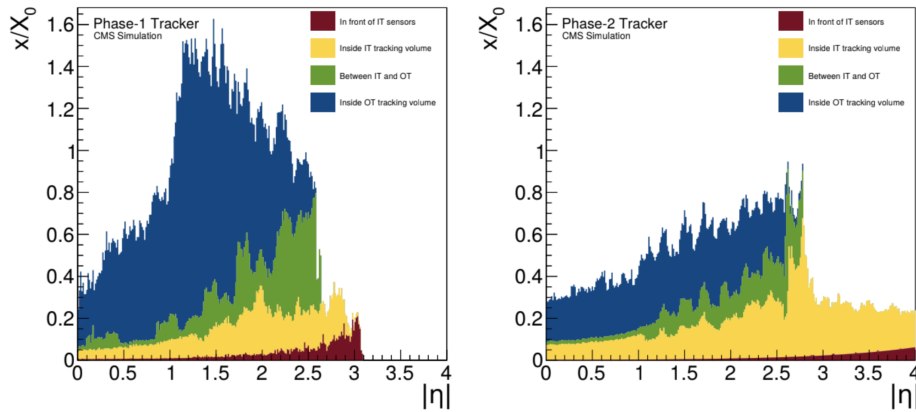 Phase-1 Tracker
CMS Simulation
In front of IT sensors
Inside IT tracking volume
Between IT and OT
Inside OT tracking volume
x/X0
1.6
1.4
1.2
1
0.8
0.6
0.4
0.2
0
0 0.5 1 1.5 2 2.5 3 3.5 4
|η|
Phase-2 Tracker
CMS Simulation
In front of IT sensors
Inside IT tracking volume
Between IT and OT
Inside OT tracking volume
x/X0
1.6
1.4
1.2
1
0.8
0.6
0.4
0.2
0
0 0.5 1 1.5 2 2.5 3 3.5 4
|η|